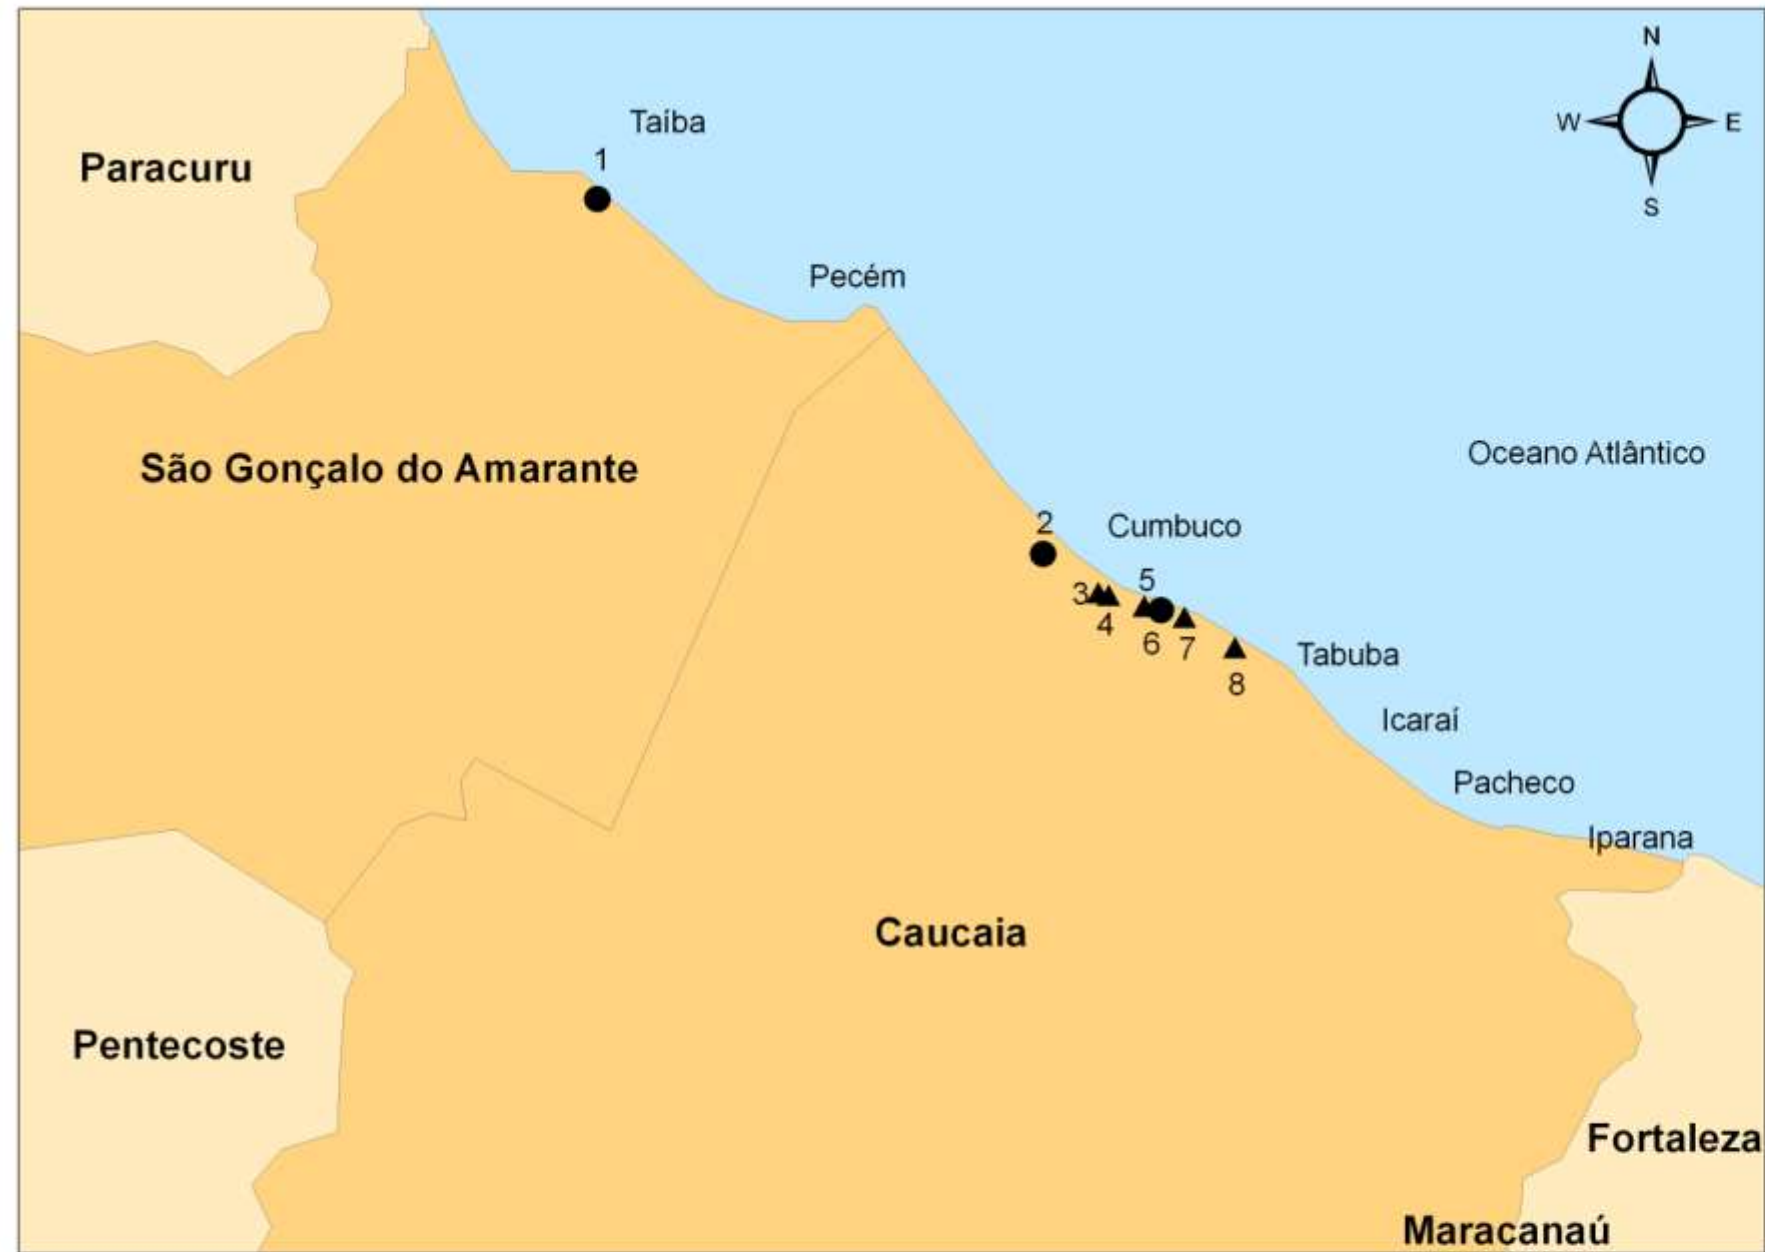 N
W E
S
Taíba
1
Paracuru
Pecém
São Gonçalo do Amarante
Oceano Atlântico
2
Cumbuco
5
3
4
6
7
8
Tabuba
Icaraí
Pacheco
Iparana
Caucaia
Pentecoste
Fortaleza
Maracanaú